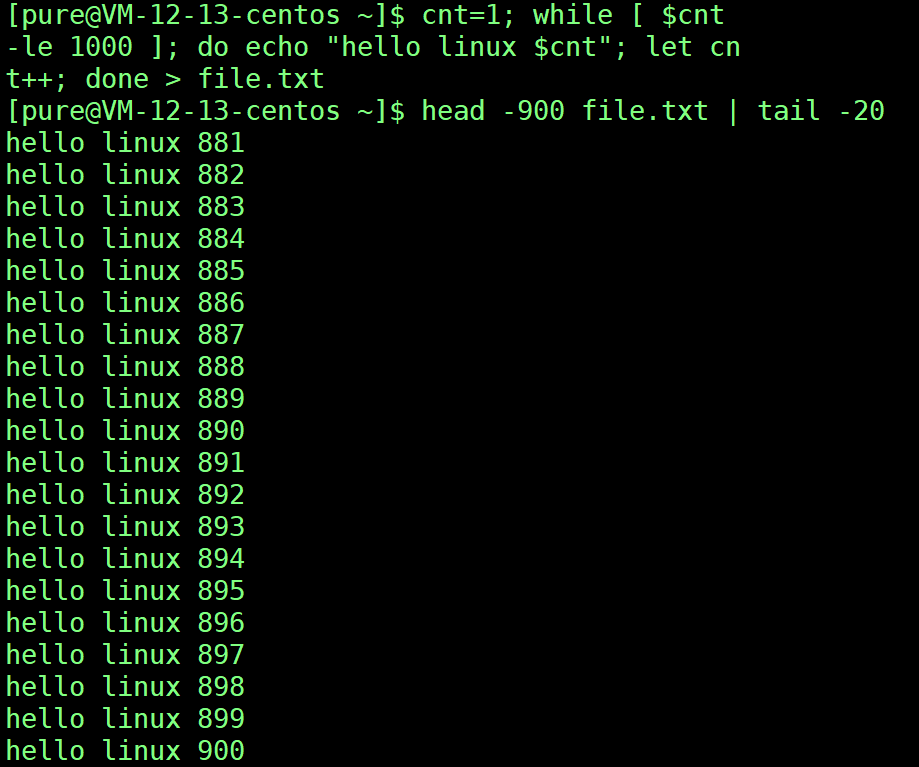 [pure@VM-12-13-centos ~]$ cnt=1; while [ $cnt
-le 1000 ]; do echo "hello linux $cnt"; let cn
t++; done > file.txt
[pure@VM-12-13-centos ~]$ head -900 file.txt | tail -20
hello linux 881
hello linux 882
hello linux 883
hello linux 884
hello linux 885
hello linux 886
hello linux 887
hello linux 888
hello linux 889
hello linux 890
hello linux 891
hello linux 892
hello linux 893
hello linux 894
hello linux 895
hello linux 896
hello linux 897
hello linux 898
hello linux 899
hello linux 900